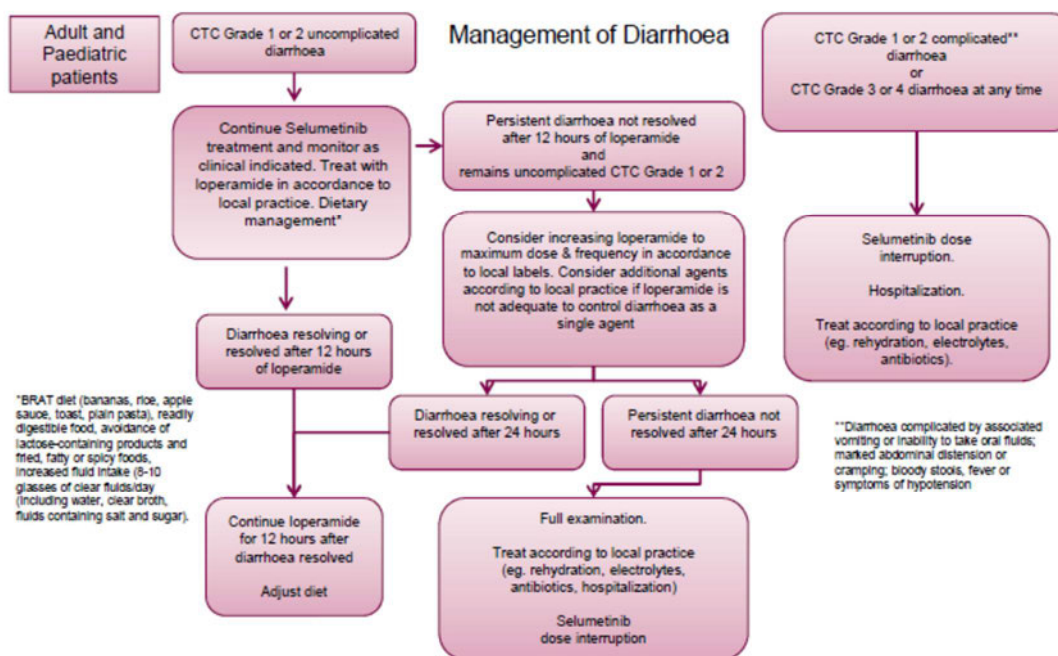 Adult and
Paediatric
patients
CTC Grade 1 or 2 uncomplicated
diarrhoea
Management of Diarrhoea
CTC Grade 1 or 2 complicated**
diarrhoea
or
CTC Grade 3 or 4 diarrhoea at any time
Continue Selumetinib
treatment and monitor as
clinical indicated. Treat with
loperamide in accordance to
local practice. Dietary
management*
Persistent diarrhoea not resolved
after 12 hours of loperamide
and
remains uncomplicated CTC Grade 1 or 2
Consider increasing loperamide to
maximum dose & frequency in accordance
to local labels. Consider additional agents
according to local practice if loperamide is
not adequate to control diarrhoea as a
single agent
Selumetinib dose
interruption.
Hospitalization.
Treat according to local practice
(eg. rehydration, electrolytes,
antibiotics).
Diarrhoea resolving or
resolved after 12 hours
of loperamide
*BRAT diet (bananas, rice, apple
sauce, toast, plain pasta), readily
digestible food, avoidance of
lactose-containing products and
fried, fatty or spicy foods,
increased fluid intake (8-10
glasses of clear fluids/day
(including water, clear broth,
fluids containing salt and sugar).
Diarrhoea resolving or
resolved after 24 hours
Persistent diarrhoea not
resolved after 24 hours
**Diarrhoea complicated by associated
vomiting or inability to take oral fluids;
marked abdominal distension or
cramping; bloody stools, fever or
symptoms of hypotension
Continue loperamide
for 12 hours after
diarrhoea resolved
Adjust diet
Full examination.
Treat according to local practice
(eg. rehydration, electrolytes,
antibiotics, hospitalization)
Selumetinib
dose interruption